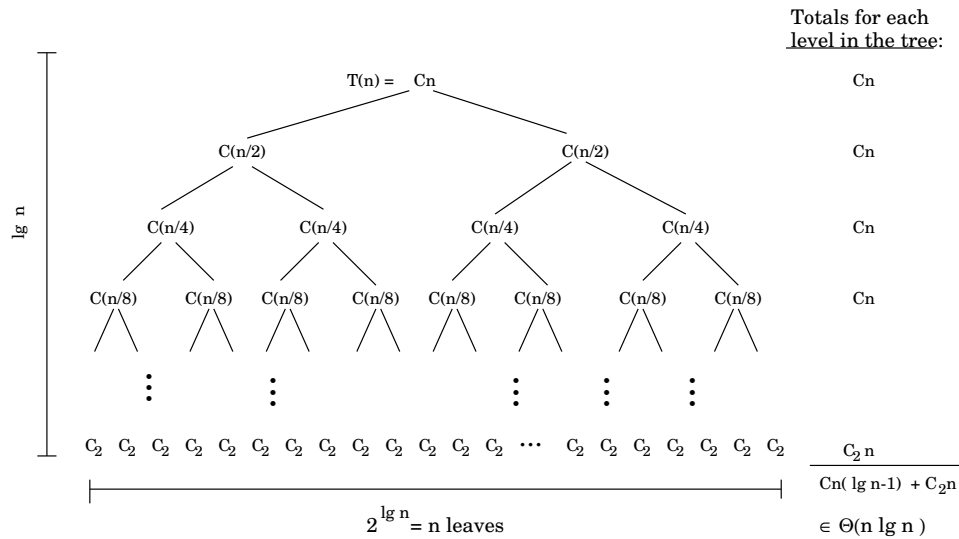 Totals for each
level in the tree:
T(n) = Cn Cn
C(n/2) C(n/2) Cn
lg n
C(n/4) C(n/4) C(n/4) C(n/4) Cn
C(n/8) C(n/8) C(n/8) C(n/8) C(n/8) C(n/8) C(n/8) C(n/8) Cn
C₂ C₂ C₂ C₂ C₂ C₂ C₂ C₂ C₂ C₂ C₂ C₂ C₂ ... C₂ C₂ C₂ C₂ C₂ C₂ C₂ C₂ n
Cn( lg n-1) + C₂n
2^lg n = n leaves
∈ Θ(n lg n )